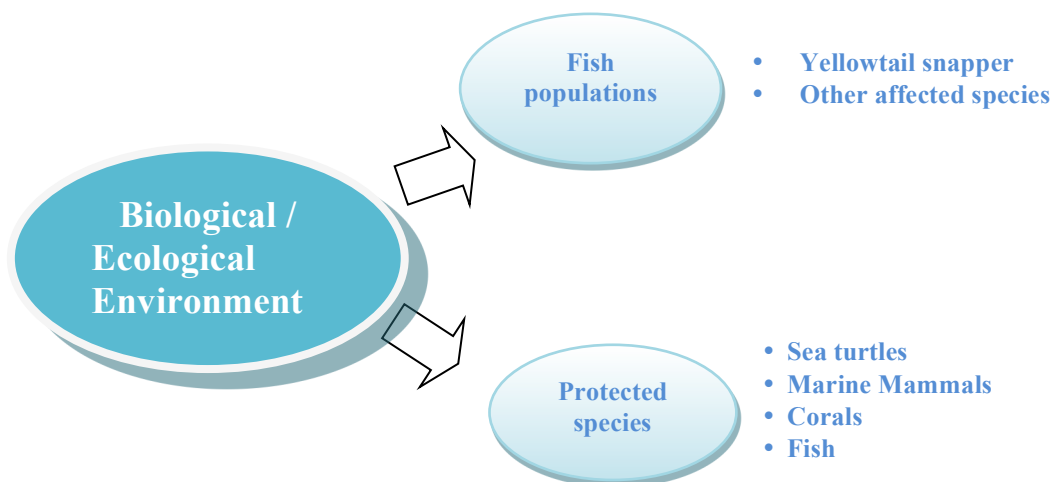 Biological /
Ecological
Environment
Fish
populations
• Yellowtail snapper
• Other affected species
Protected
species
• Sea turtles
• Marine Mammals
• Corals
• Fish